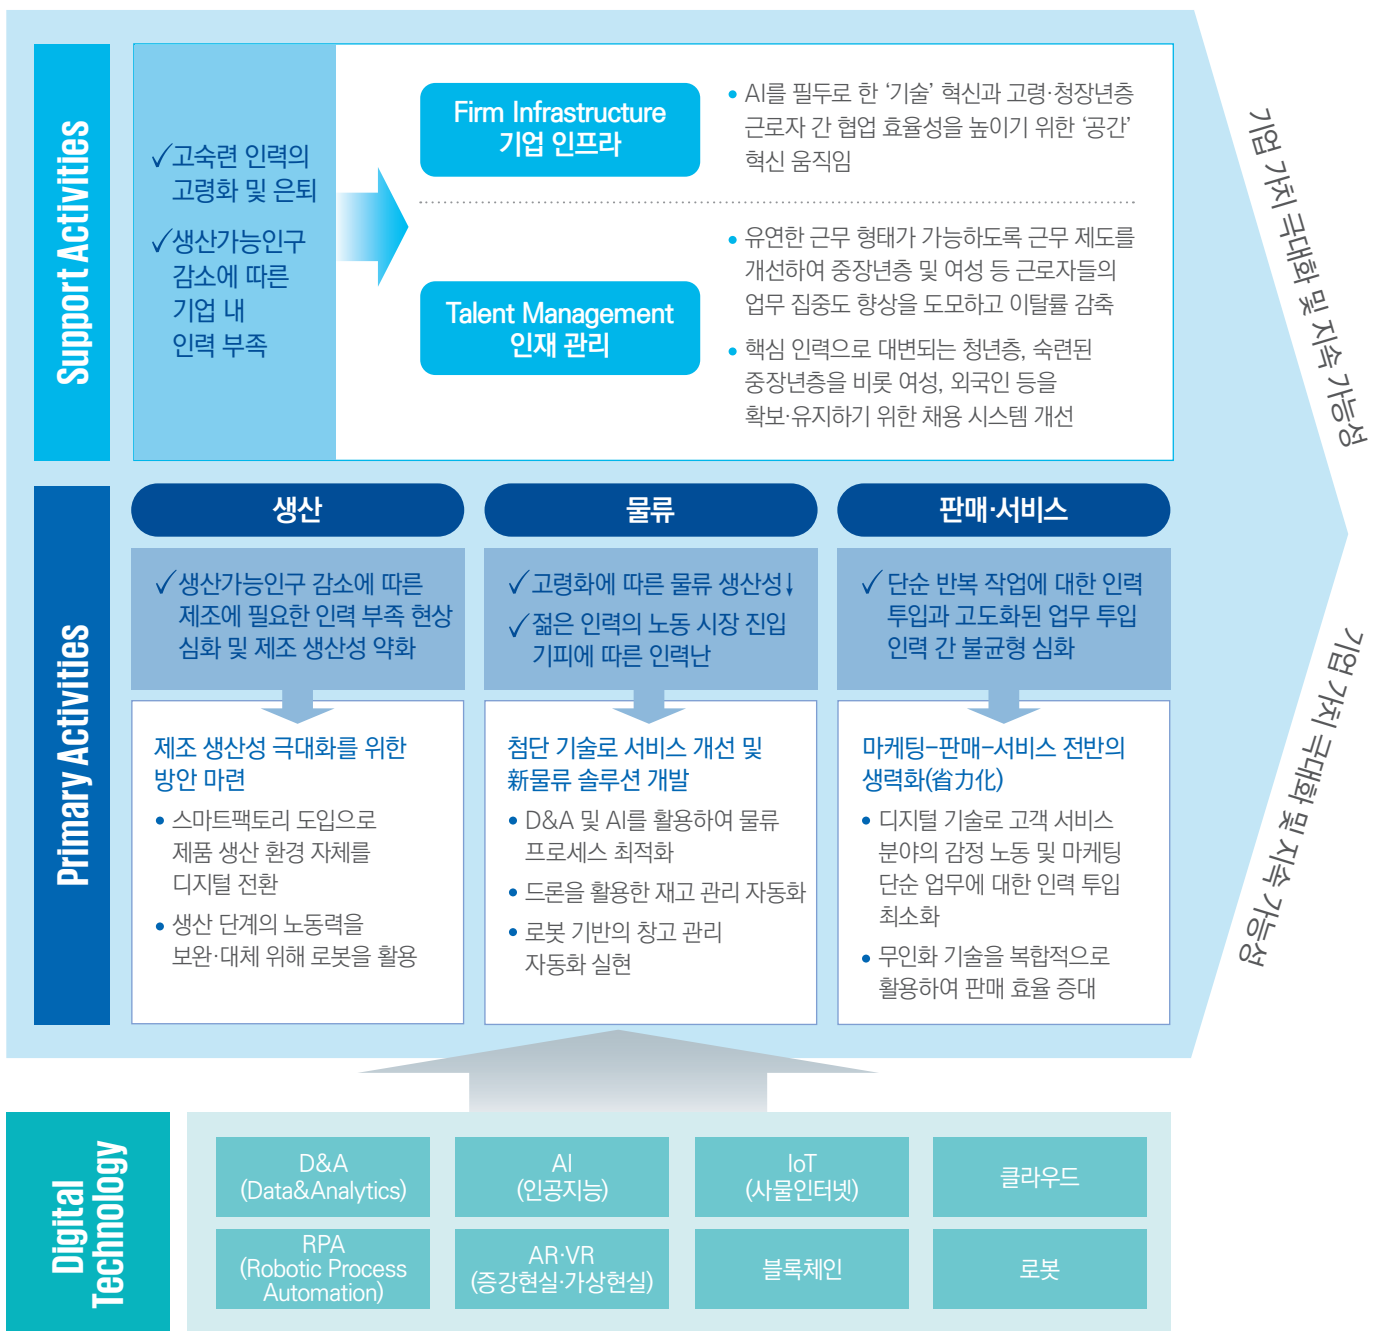 Support Activities
✓고숙련 인력의
고령화 및 은퇴
✓생산가능인구
감소에 따른
기업 내
인력 부족
Firm Infrastructure
기업 인프라
• AI를 필두로 한 ‘기술’ 혁신과 고령·청장년층
근로자 간 협업 효율성을 높이기 위한 ‘공간’
혁신 움직임
Talent Management
인재 관리
• 유연한 근무 형태가 가능하도록 근무 제도를
개선하여 중장년층 및 여성 등 근로자들의
업무 집중도 향상을 도모하고 이탈률 감축
• 핵심 인력으로 대변되는 청년층, 숙련된
중장년층을 비롯 여성, 외국인 등을
확보·유지하기 위한 채용 시스템 개선
기업 가치 극대화 및 지속 가능성
Primary Activities
생산
✓생산가능인구 감소에 따른
제조에 필요한 인력 부족 현상
심화 및 제조 생산성 약화
제조 생산성 극대화를 위한
방안 마련
• 스마트팩토리 도입으로
제품 생산 환경 자체를
디지털 전환
• 생산 단계의 노동력을
보완·대체 위해 로봇을 활용
물류
✓고령화에 따른 물류 생산성↓
✓젊은 인력의 노동 시장 진입
기피에 따른 인력난
첨단 기술로 서비스 개선 및
新물류 솔루션 개발
• D&A 및 AI를 활용하여 물류
프로세스 최적화
• 드론을 활용한 재고 관리 자동화
• 로봇 기반의 창고 관리
자동화 실현
판매·서비스
✓단순 반복 작업에 대한 인력
투입과 고도화된 업무 투입
인력 간 불균형 심화
마케팅–판매–서비스 전반의
생력화(省力化)
• 디지털 기술로 고객 서비스
분야의 감정 노동 및 마케팅
단순 업무에 대한 인력 투입
최소화
• 무인화 기술을 복합적으로
활용하여 판매 효율 증대
기업 가치 극대화 및 지속 가능성
Digital
Technology
D&A
(Data&Analytics)
AI
(인공지능)
IoT
(사물인터넷)
클라우드
RPA
(Robotic Process
Automation)
AR·VR
(증강현실·가상현실)
블록체인
로봇